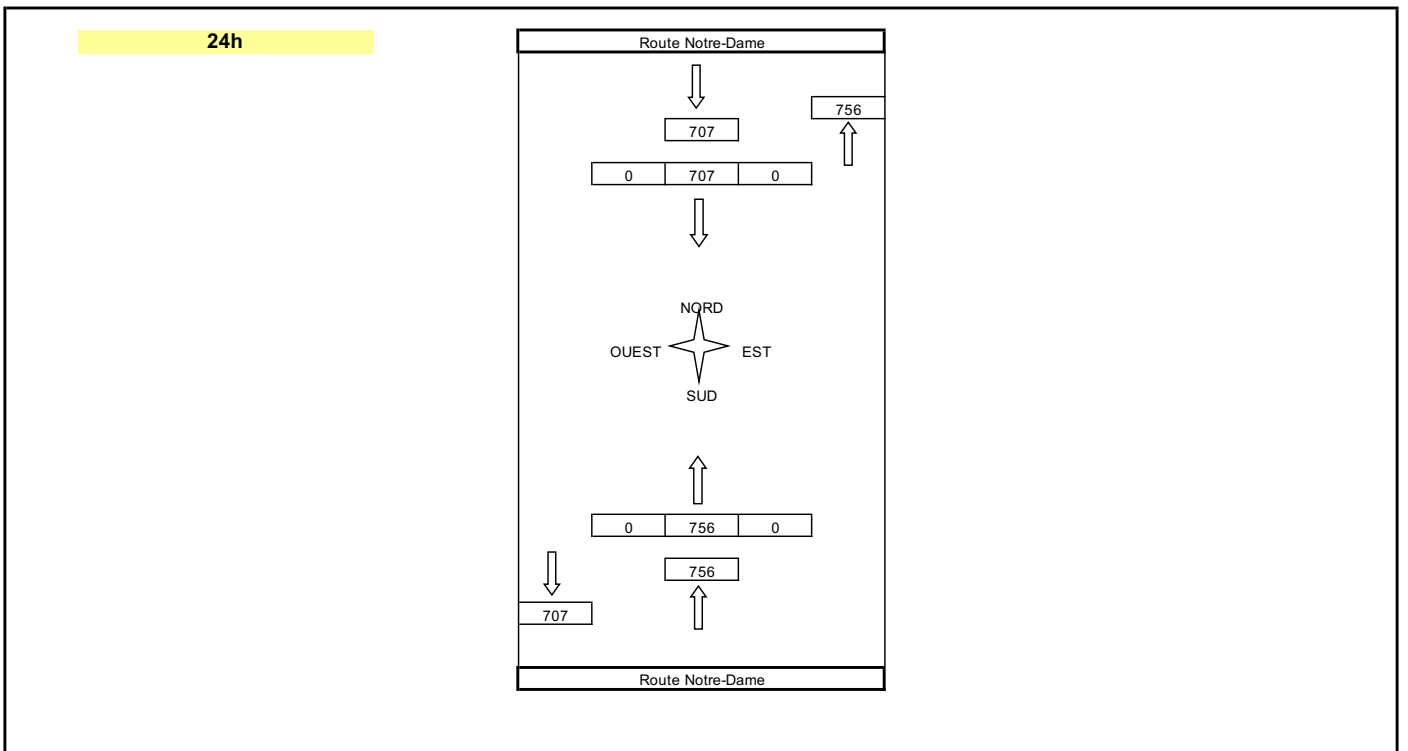 24h
Route Notre-Dame
756
707
0 707 0
NORD
OUEST EST
SUD
0 756 0
756
707
Route Notre-Dame